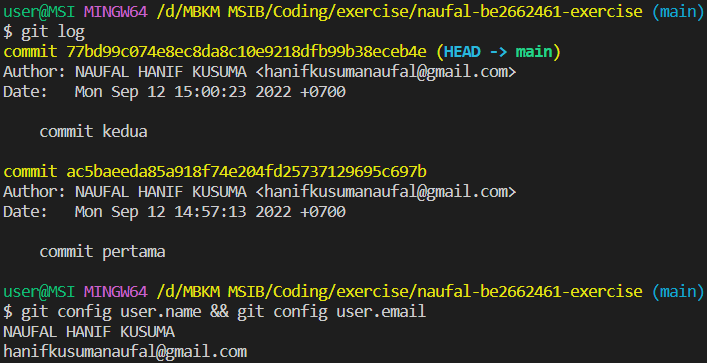 user@MSI MINGW64 /d/MBKM MSIB/Coding/exercise/naufal-be2662461-exercise (main)
$ git log
commit 77bd99c074e8ec8da8c10e9218dfb99b38eceb4e (HEAD -> main)
Author: NAUFAL HANIF KUSUMA <hanifkusumanaufal@gmail.com>
Date:   Mon Sep 12 15:00:23 2022 +0700
    commit kedua
commit ac5baeeda85a918f74e204fd25737129695c697b
Author: NAUFAL HANIF KUSUMA <hanifkusumanaufal@gmail.com>
Date:   Mon Sep 12 14:57:13 2022 +0700
    commit pertama
user@MSI MINGW64 /d/MBKM MSIB/Coding/exercise/naufal-be2662461-exercise (main)
$ git config user.name && git config user.email
NAUFAL HANIF KUSUMA
hanifkusumanaufal@gmail.com